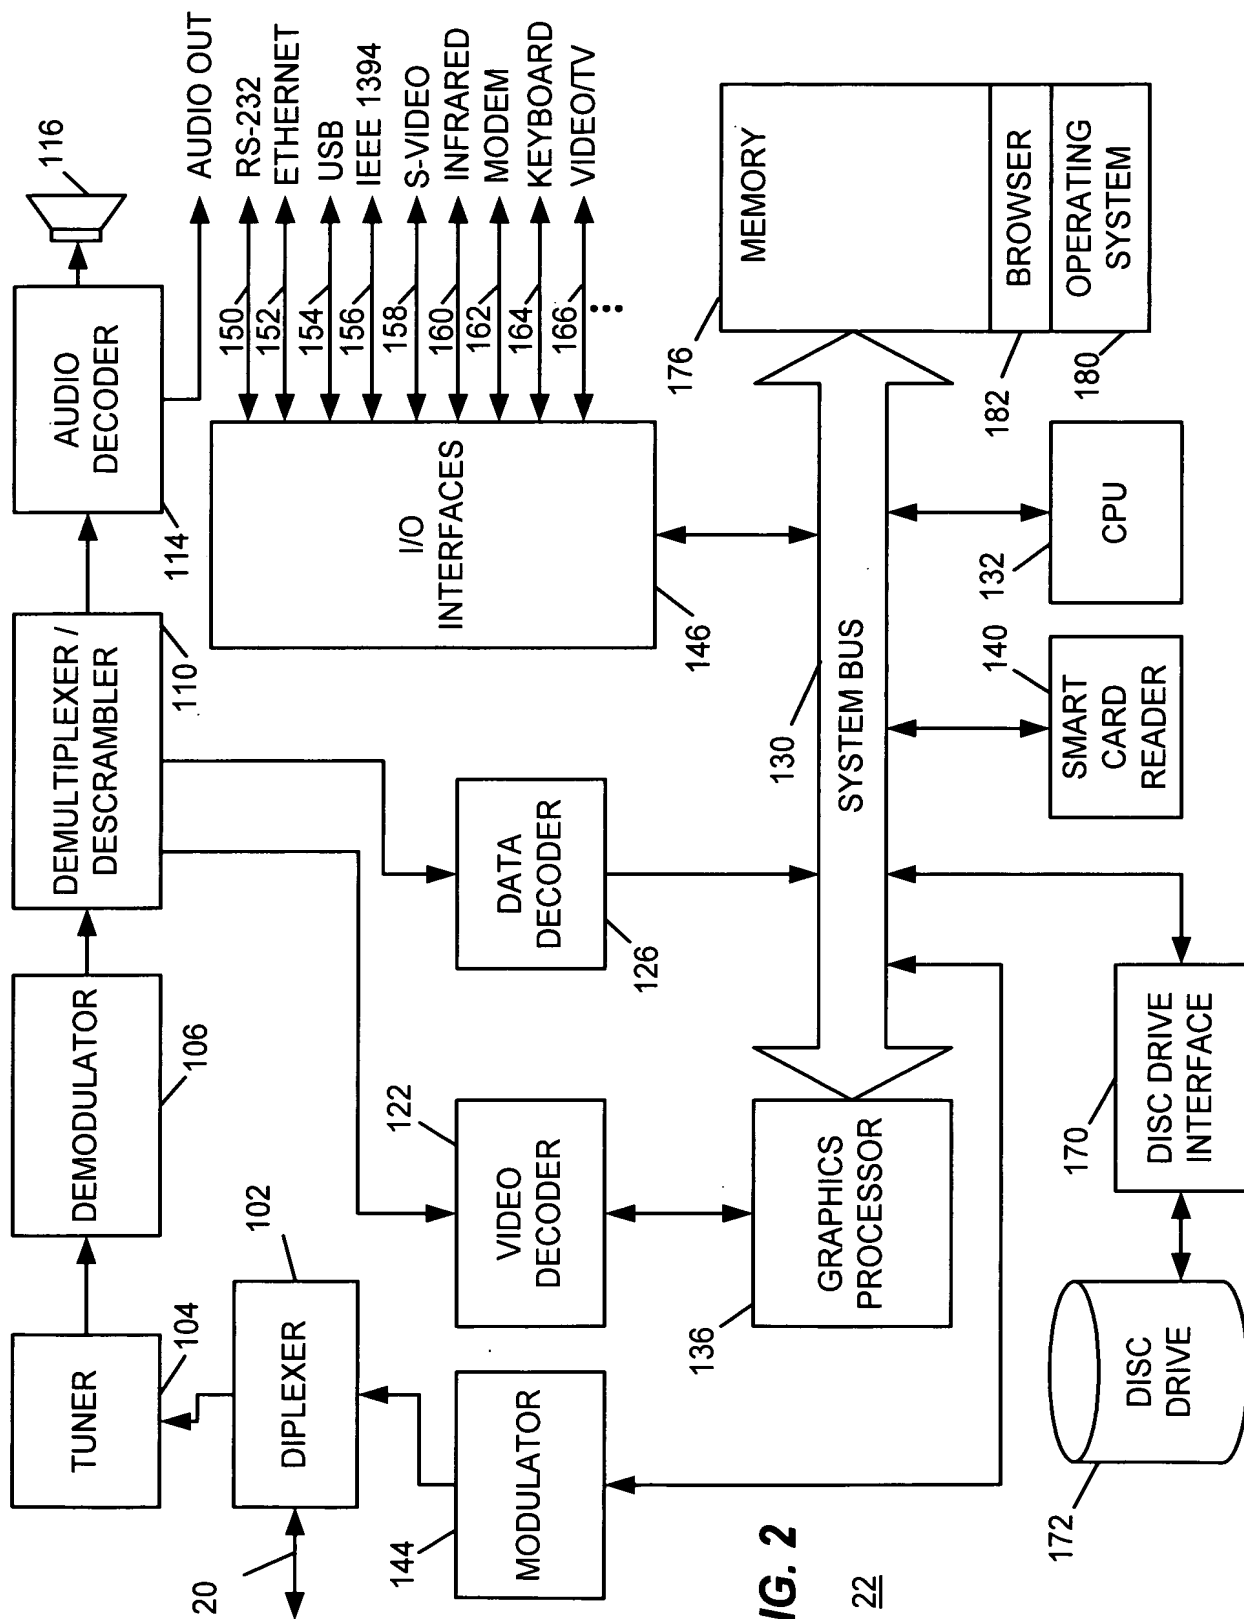 TUNER
104
DEMODULATOR
106
DEMULTIPLEXER /
DESCRAMBLER
110
AUDIO
DECODER
114
116
AUDIO OUT
20
DIPLEXER
102
I/O
INTERFACES
146
150
RS-232
152
ETHERNET
154
USB
156
IEEE 1394
158
S-VIDEO
160
INFRARED
162
MODEM
164
KEYBOARD
166
VIDEO/TV
144
MODULATOR
VIDEO
DECODER
122
DATA
DECODER
126
136
GRAPHICS
PROCESSOR
130
SYSTEM BUS
176
MEMORY
182
BROWSER
180
OPERATING
SYSTEM
172
DISC
DRIVE
170
DISC DRIVE
INTERFACE
140
SMART
CARD
READER
132
CPU
IG. 2
22